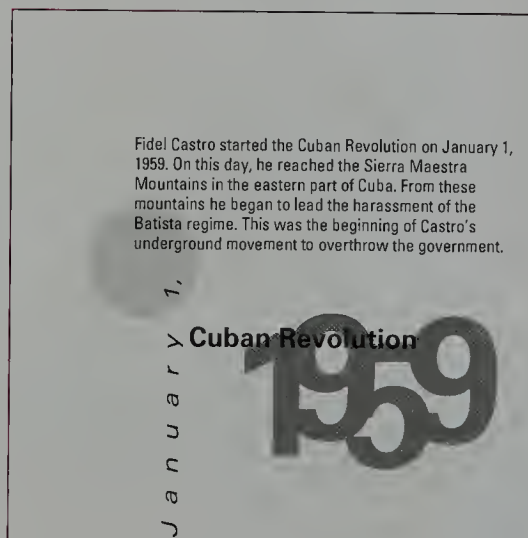 Fidel Castro started the Cuban Revolution on January 1,
1959. On this day, he reached the Sierra Maestra
Mountains in the eastern part of Cuba. From these
mountains he began to lead the harassment of the
Batista regime. This was the beginning of Castro's
underground movement to overthrow the government.
January 1,
Cuban Revolution
1959